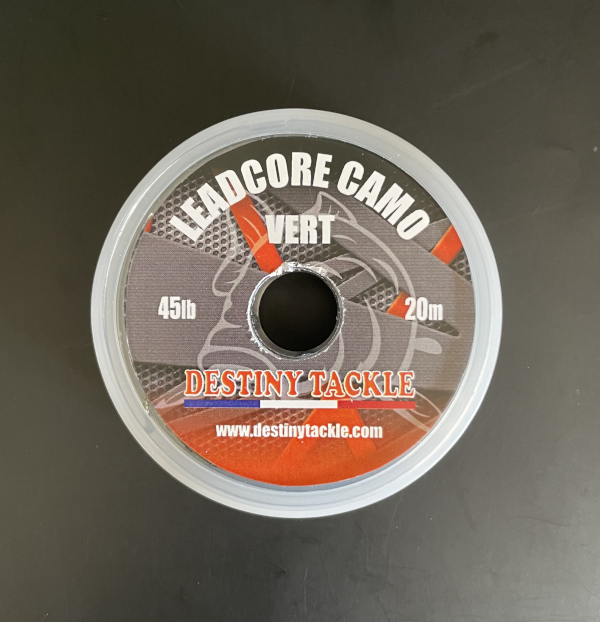 LEADCORE CAMO
VERT
45lb
20m
DESTINY TACKLE
www.destinytackle.com